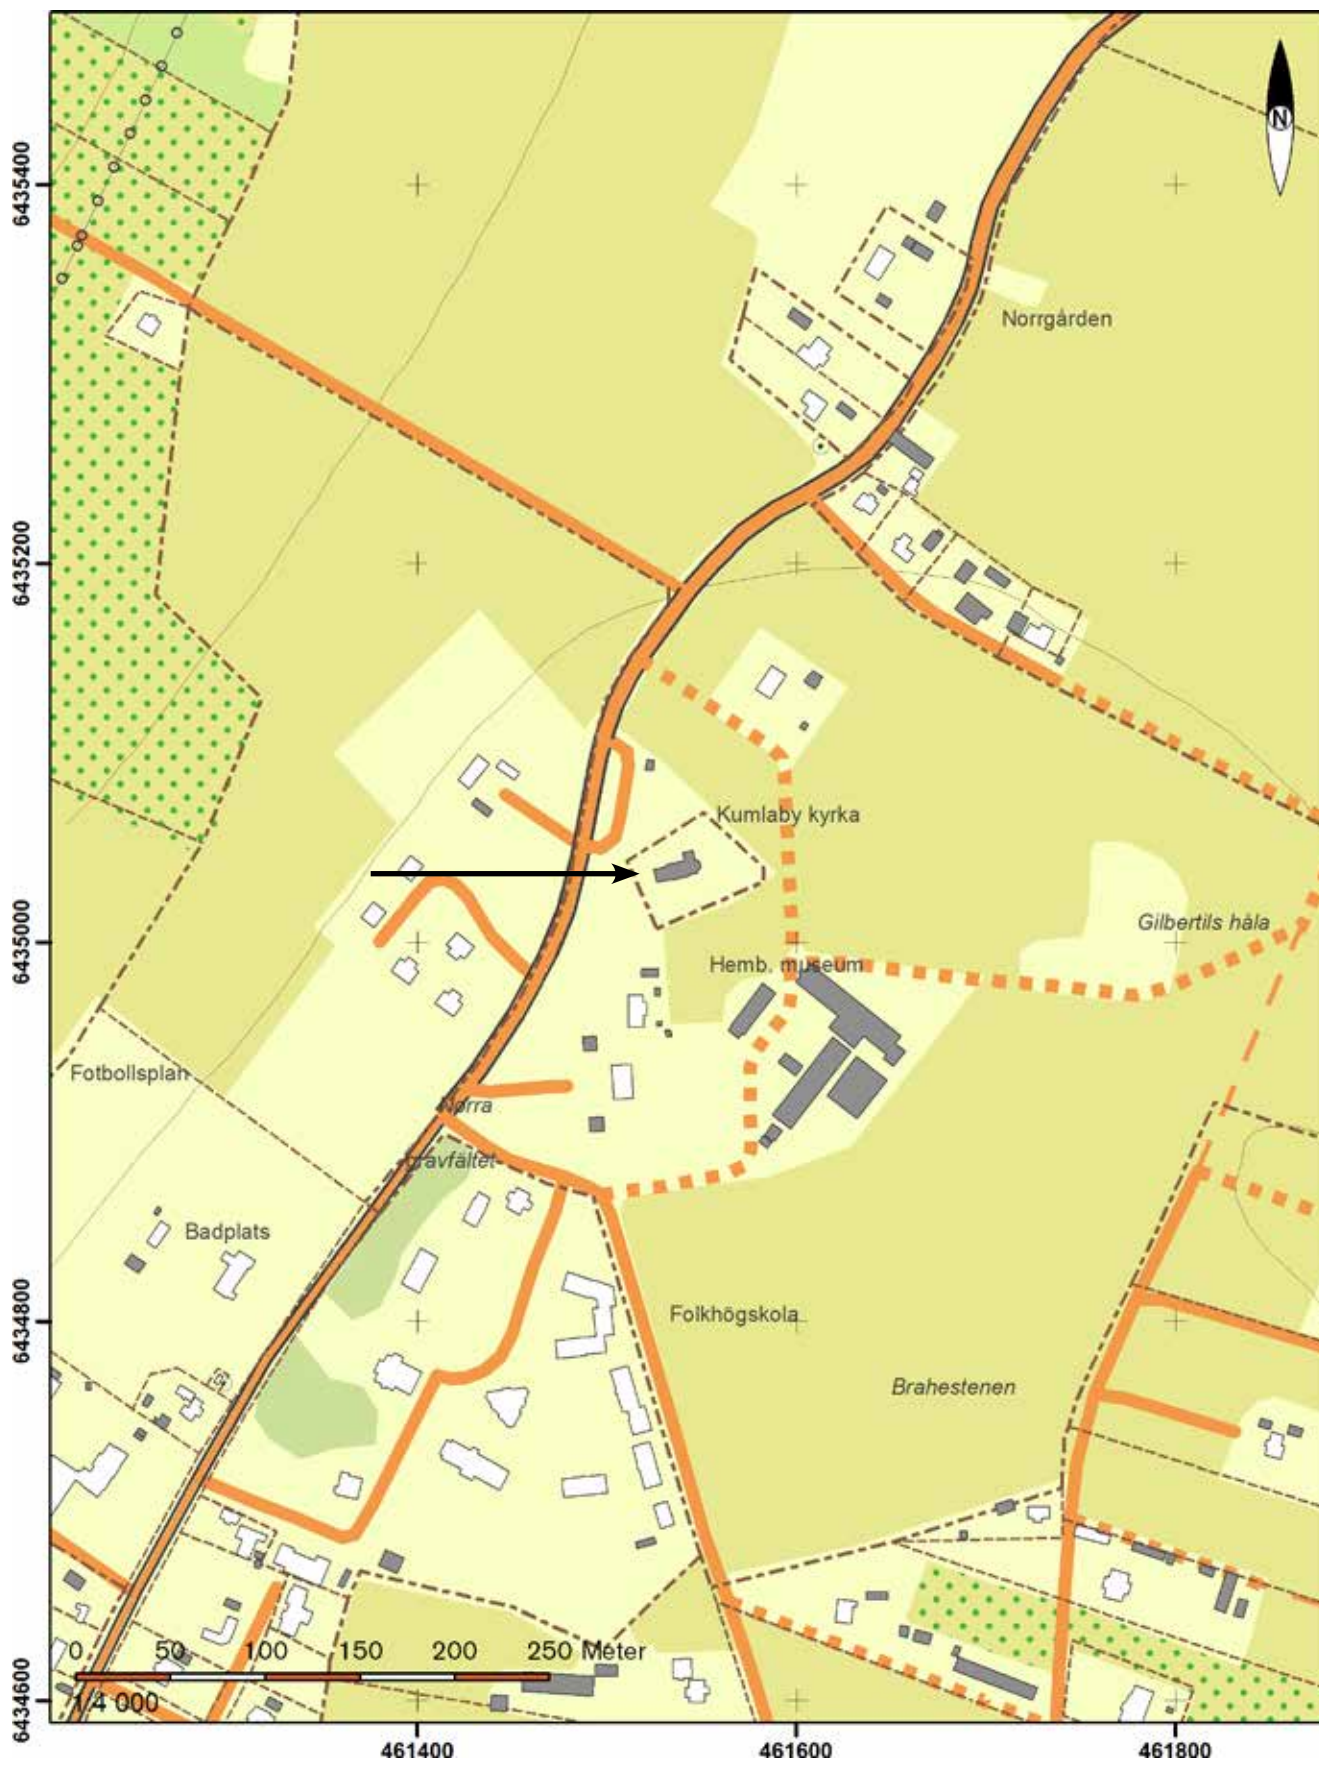 N
6435400
Norrgården
6435200
Kumlaby kyrka
Gilbertils håla
6435000
Hemb. museum
Fotbollsplan
Norra
gravfältet
Badplats
6434800
Folkhögskola
Brahestenen
0 50 100 150 200 250 Meter
1:4 000
6434600
461400 461600 461800